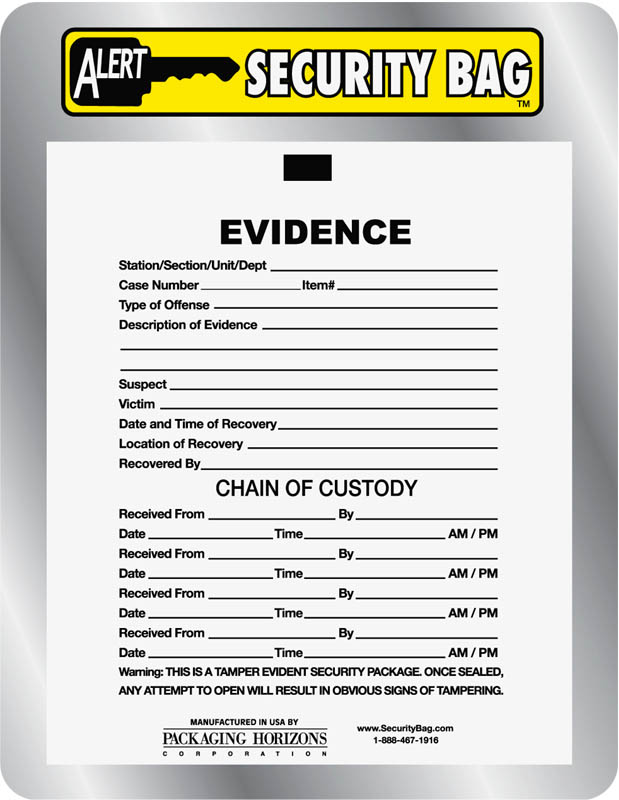 ALERT SECURITY BAG™
EVIDENCE
Station/Section/Unit/Dept
Case Number Item#
Type of Offense
Description of Evidence
Suspect
Victim
Date and Time of Recovery
Location of Recovery
Recovered By
CHAIN OF CUSTODY
Received From By
Date Time AM / PM
Received From By
Date Time AM / PM
Received From By
Date Time AM / PM
Received From By
Date Time AM / PM
Warning: THIS IS A TAMPER EVIDENT SECURITY PACKAGE. ONCE SEALED,
ANY ATTEMPT TO OPEN WILL RESULT IN OBVIOUS SIGNS OF TAMPERING.
MANUFACTURED IN USA BY
PACKAGING HORIZONS
CORPORATION
www.SecurityBag.com
1-888-467-1916